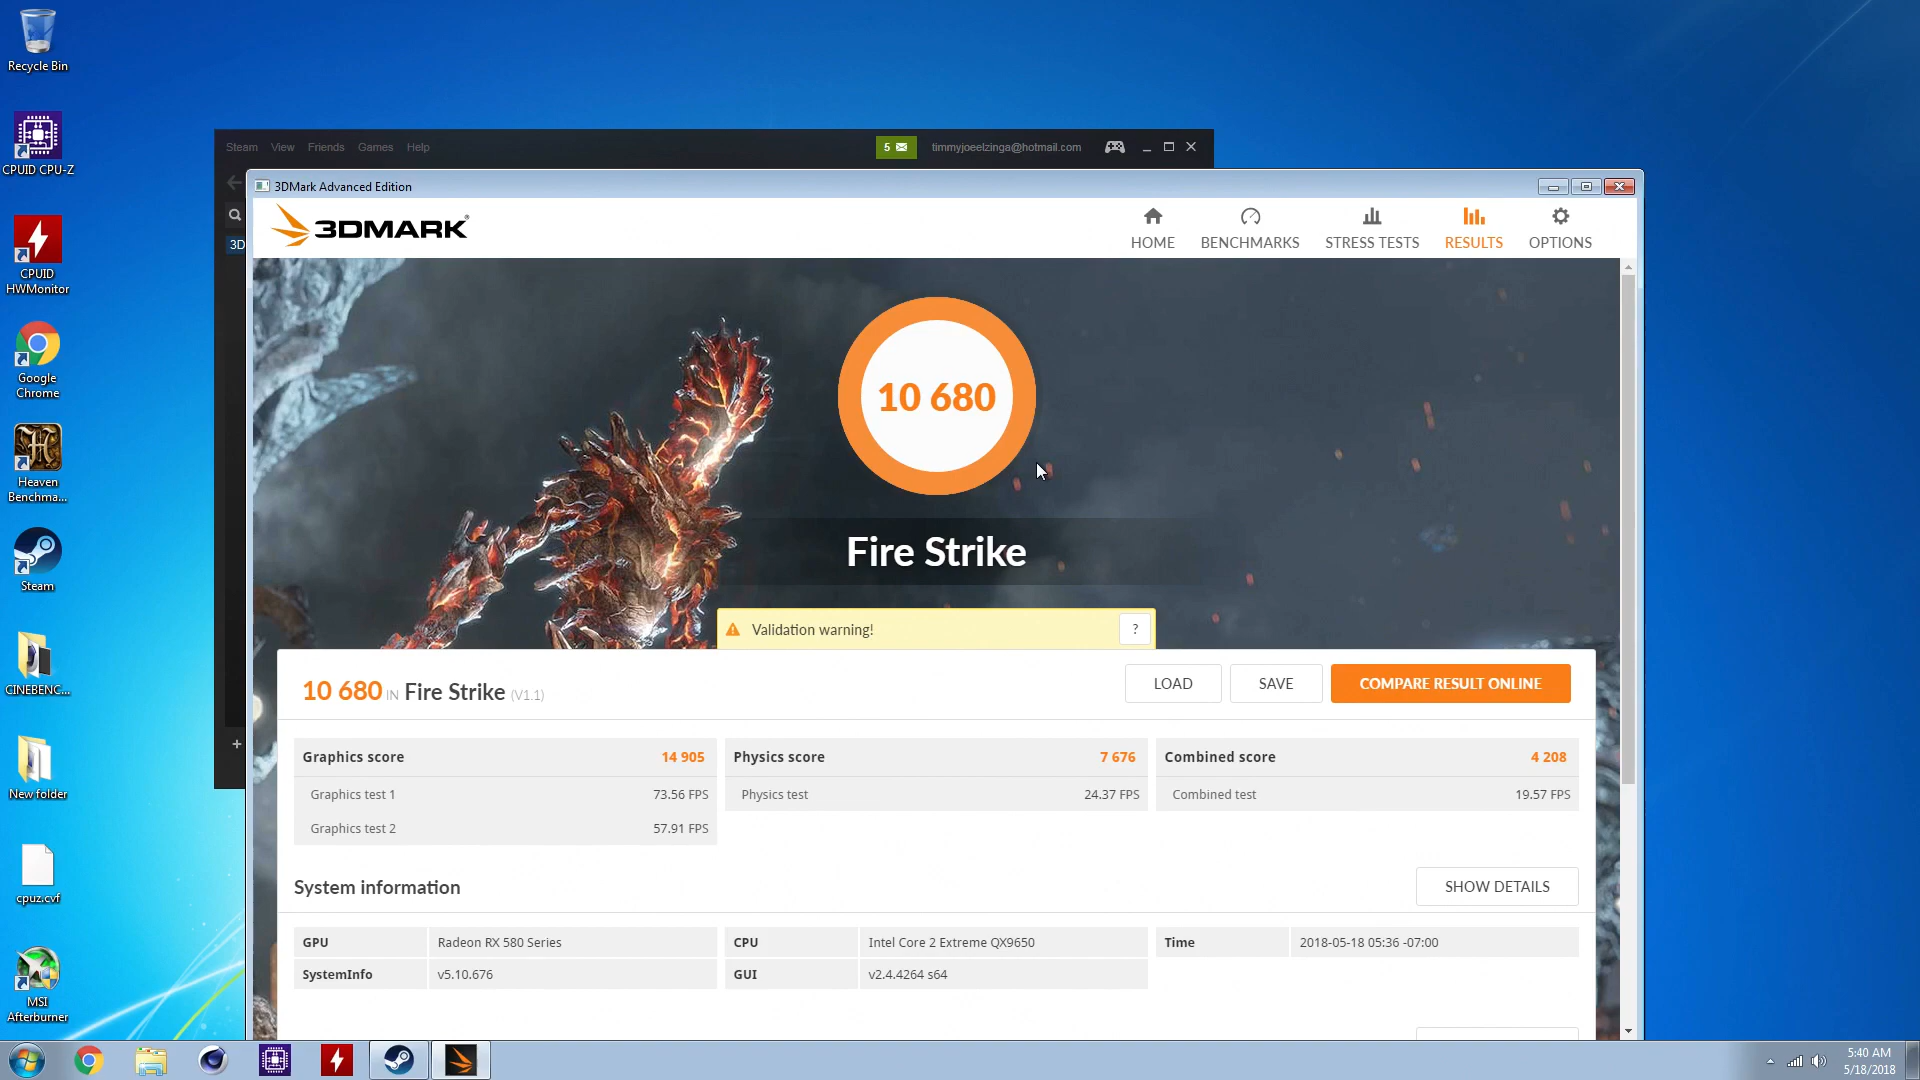 Recycle Bin
CPUID CPU-Z
CPUID
HWMonitor
Google
Chrome
Heaven
Benchma...
Steam
CINEBENC...
New folder
cpuz.cvf
MSI
Afterburner
Steam View Friends Games Help
5
timmyjoeelzinga@hotmail.com
3D
3DMark Advanced Edition
3DMARK
HOME BENCHMARKS STRESS TESTS RESULTS OPTIONS
10 680
Fire Strike
Validation warning!
?
10 680 IN Fire Strike (V1.1)
LOAD SAVE COMPARE RESULT ONLINE
Graphics score 14 905
Graphics test 1 73.56 FPS
Graphics test 2 57.91 FPS
Physics score 7 676
Physics test 24.37 FPS
Combined score 4 208
Combined test 19.57 FPS
System information
SHOW DETAILS
GPU Radeon RX 580 Series
CPU Intel Core 2 Extreme QX9650
Time 2018-05-18 05:36 -07:00
SystemInfo v5.10.676
GUI v2.4.4264 s64
5:40 AM
5/18/2018